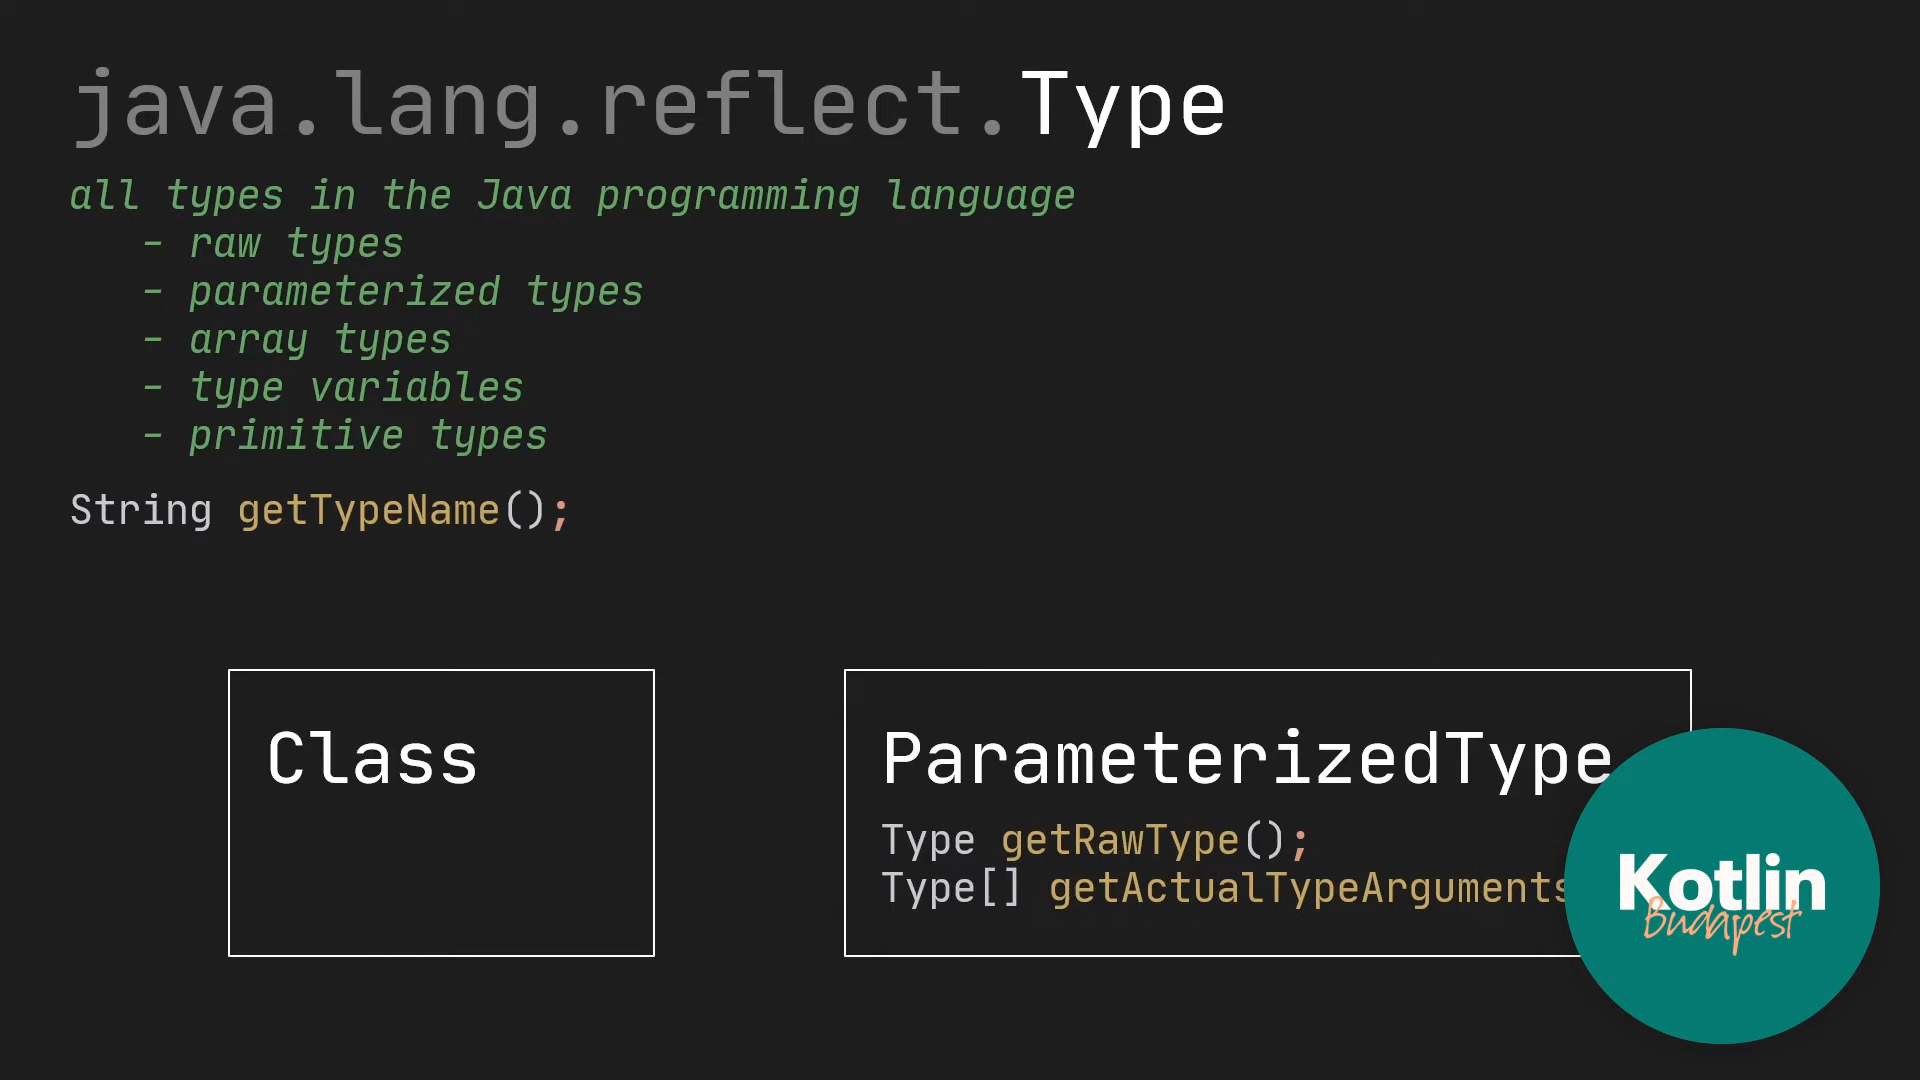 java.lang.reflect.Type
all types in the Java programming language
- raw types
- parameterized types
- array types
- type variables
- primitive types
String getTypeName();
Class
ParameterizedType
Type getRawType();
Type[] getActualTypeArguments
Kotlin
Budapest